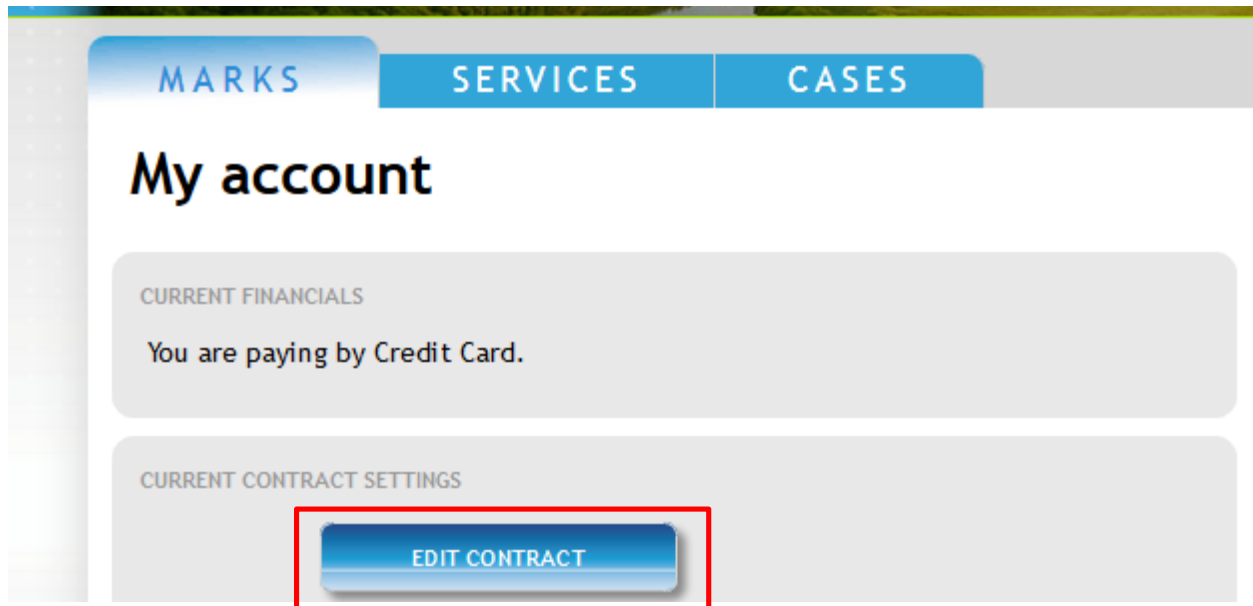 MARKS SERVICES CASES
My account
CURRENT FINANCIALS
You are paying by Credit Card.
CURRENT CONTRACT SETTINGS
EDIT CONTRACT